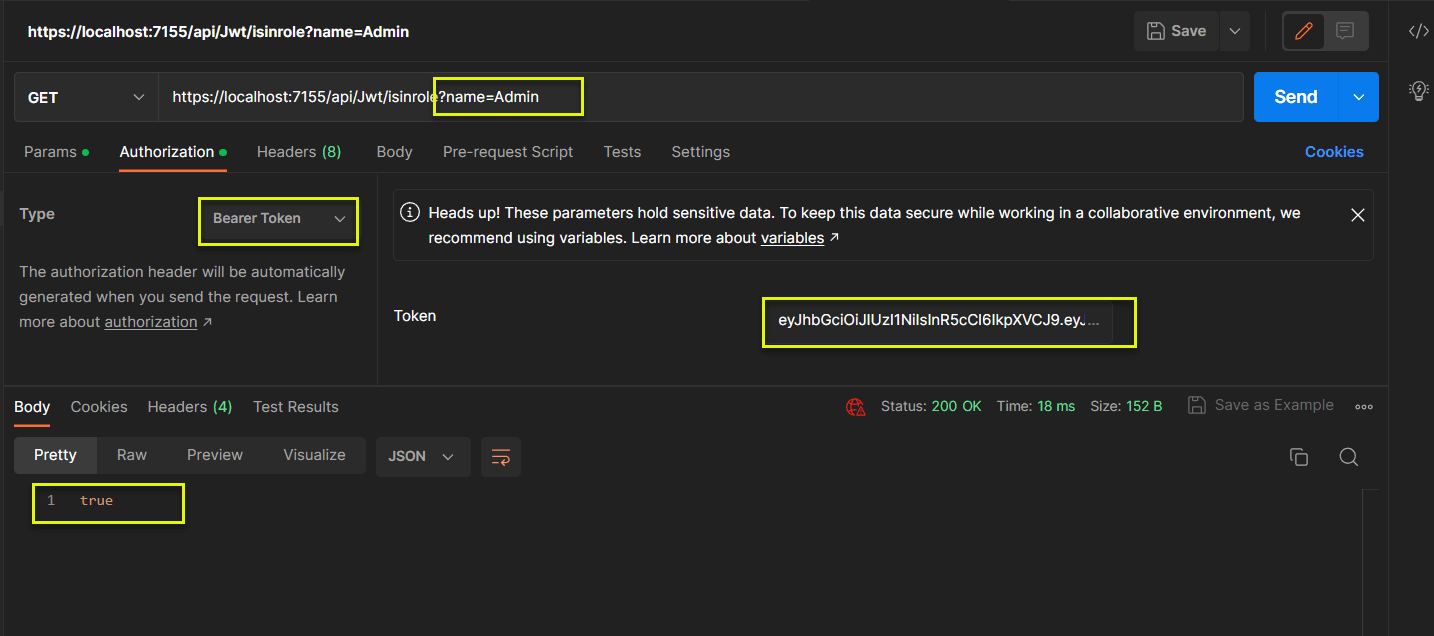 https://localhost:7155/api/Jwt/isinrole?name=Admin
Save
GET
https://localhost:7155/api/Jwt/isinrole?name=Admin
Send
Params
Authorization
Headers (8)
Body
Pre-request Script
Tests
Settings
Cookies
Type
Bearer Token
The authorization header will be automatically
generated when you send the request. Learn
more about authorization ↗
Heads up! These parameters hold sensitive data. To keep this data secure while working in a collaborative environment, we
recommend using variables. Learn more about variables ↗
Token
eyJhbGciOiJIUzI1NiIsInR5cCI6IkpXVCJ9.eyJ...
Body
Cookies
Headers (4)
Test Results
Status: 200 OK
Time: 18 ms
Size: 152 B
Save as Example
Pretty
Raw
Preview
Visualize
JSON
1 true